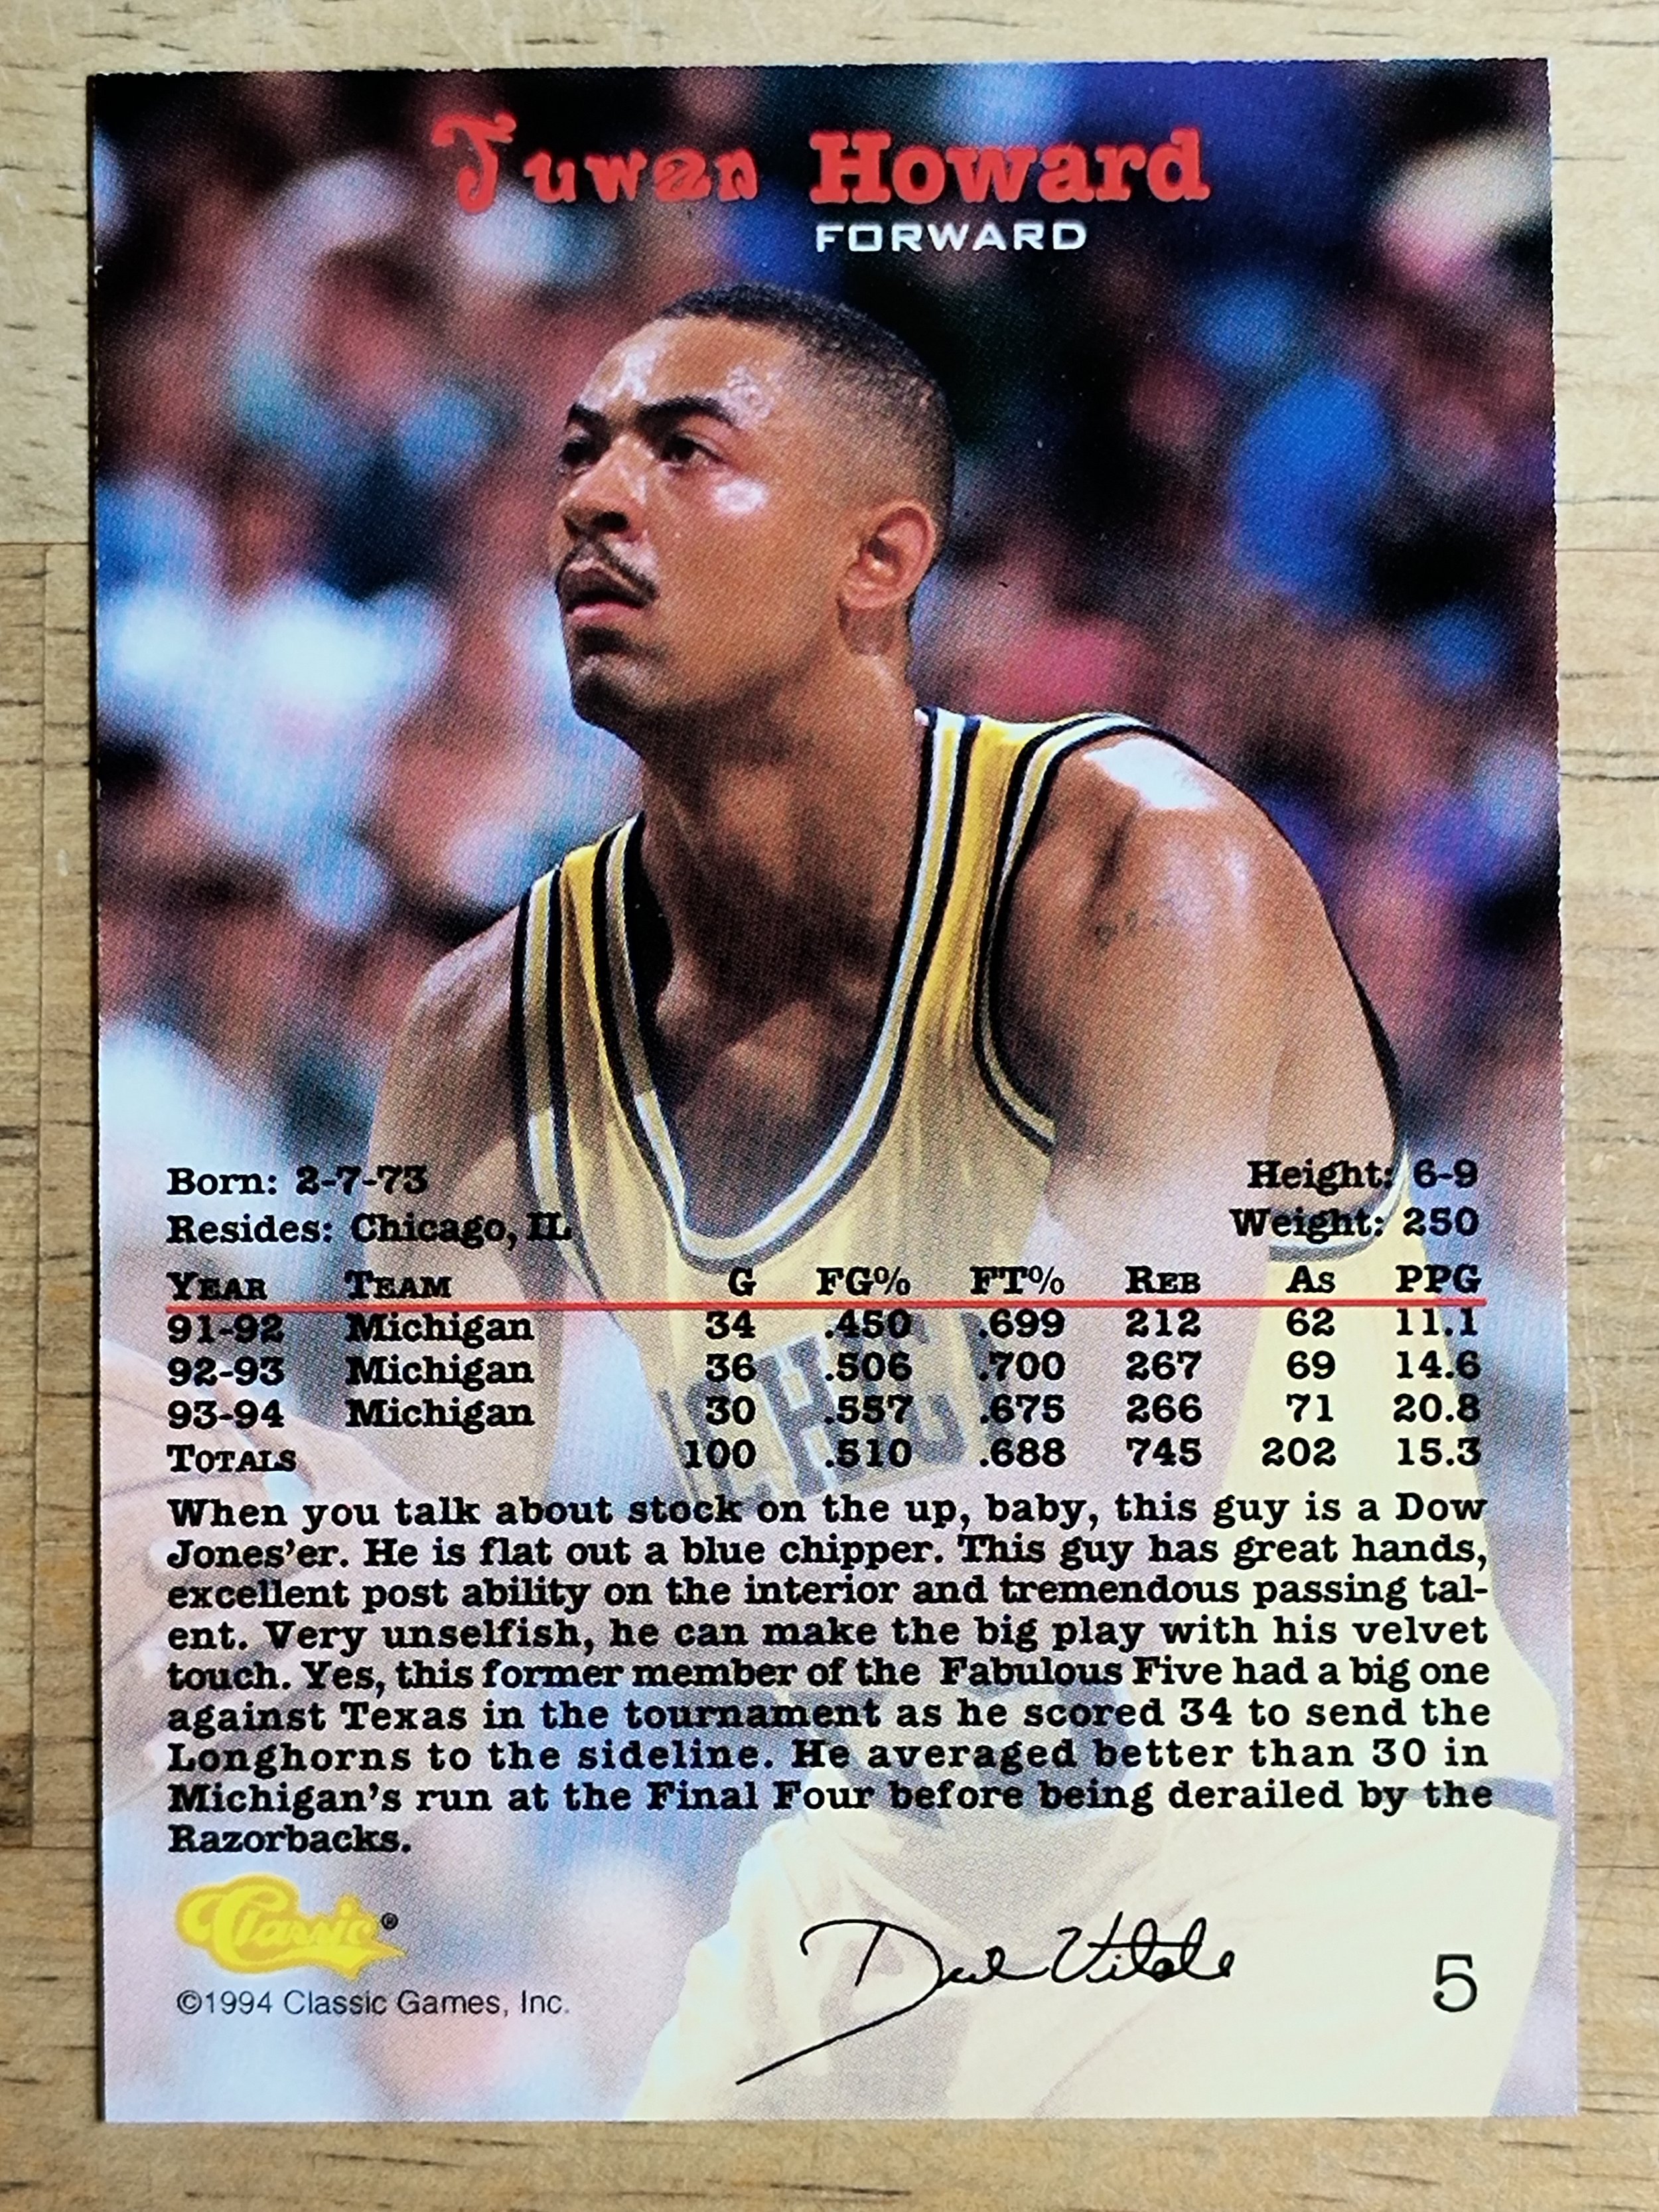 Juwan Howard
FORWARD
Born: 2-7-73 Height: 6-9
Resides: Chicago, IL Weight: 250
YEAR TEAM G FG% FT% REB AS PPG
91-92 Michigan 34 .450 .699 212 62 11.1
92-93 Michigan 36 .506 .700 267 69 14.6
93-94 Michigan 30 .557 .675 266 71 20.8
TOTALS 100 .510 .688 745 202 15.3
When you talk about stock on the up, baby, this guy is a Dow
Jones'er. He is flat out a blue chipper. This guy has great hands,
excellent post ability on the interior and tremendous passing tal-
ent. Very unselfish, he can make the big play with his velvet
touch. Yes, this former member of the Fabulous Five had a big one
against Texas in the tournament as he scored 34 to send the
Longhorns to the sideline. He averaged better than 30 in
Michigan's run at the Final Four before being derailed by the
Razorbacks.
Classic®
©1994 Classic Games, Inc.
Dick Vitale
5